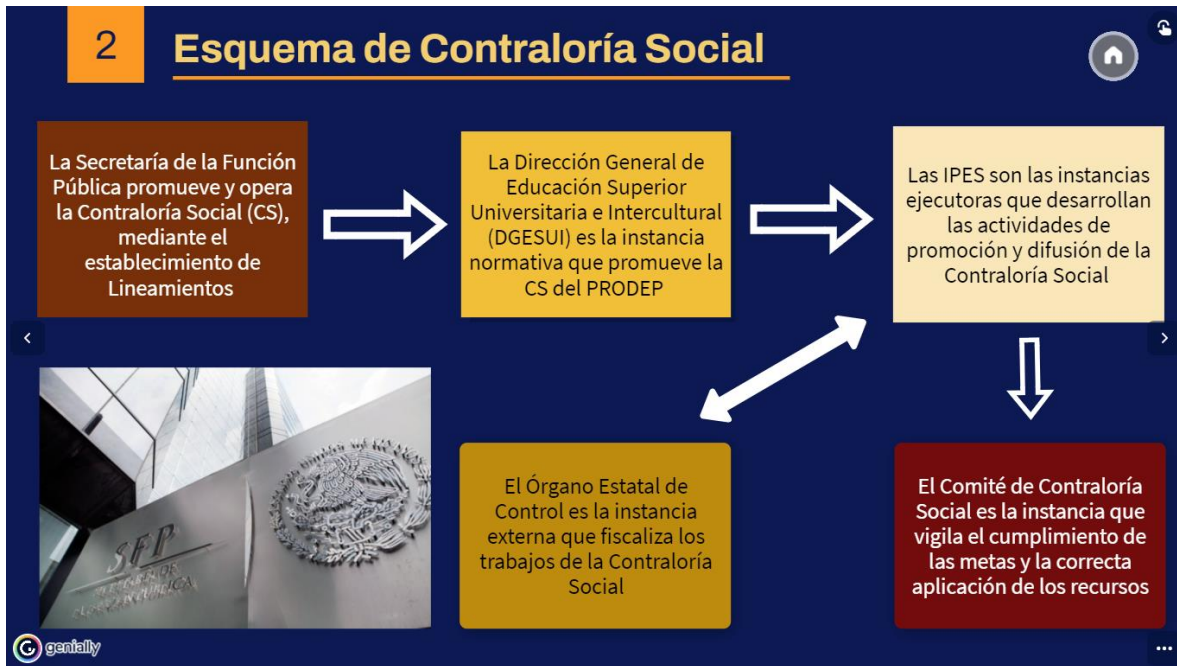 2
Esquema de Contraloría Social
La Secretaría de la Función
Pública promueve y opera
la Contraloría Social (CS),
mediante el
establecimiento de
Lineamientos
La Dirección General de
Educación Superior
Universitaria e Intercultural
(DGESUI) es la instancia
normativa que promueve la
CS del PRODEP
Las IPES son las instancias
ejecutoras que desarrollan
las actividades de
promoción y difusión de la
Contraloría Social
SFP
El Órgano Estatal de
Control es la instancia
externa que fiscaliza los
trabajos de la Contraloría
Social
El Comité de Contraloría
Social es la instancia que
vigila el cumplimiento de
las metas y la correcta
aplicación de los recursos
genially